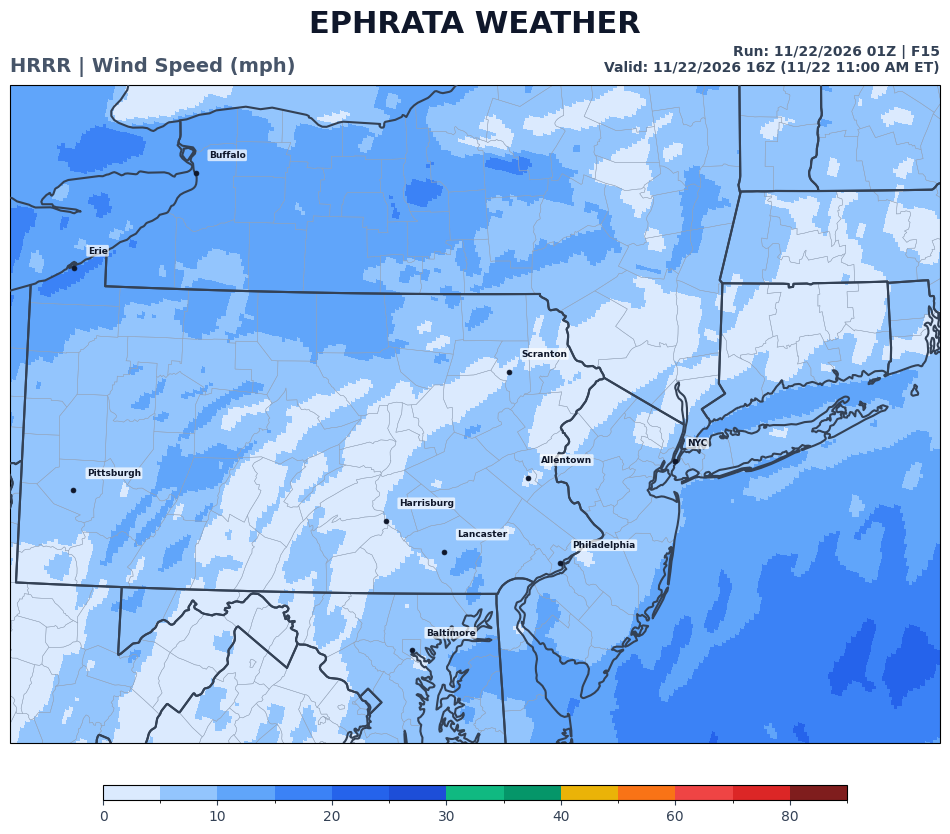 EPHRATA WEATHER
HRRR | Wind Speed (mph)
Run: 11/22/2026 01Z | F15
Valid: 11/22/2026 16Z (11/22 11:00 AM ET)
Buffalo
Erie
Scranton
NYC
Allentown
Pittsburgh
Harrisburg
Lancaster
Philadelphia
Baltimore
0 10 20 30 40 60 80